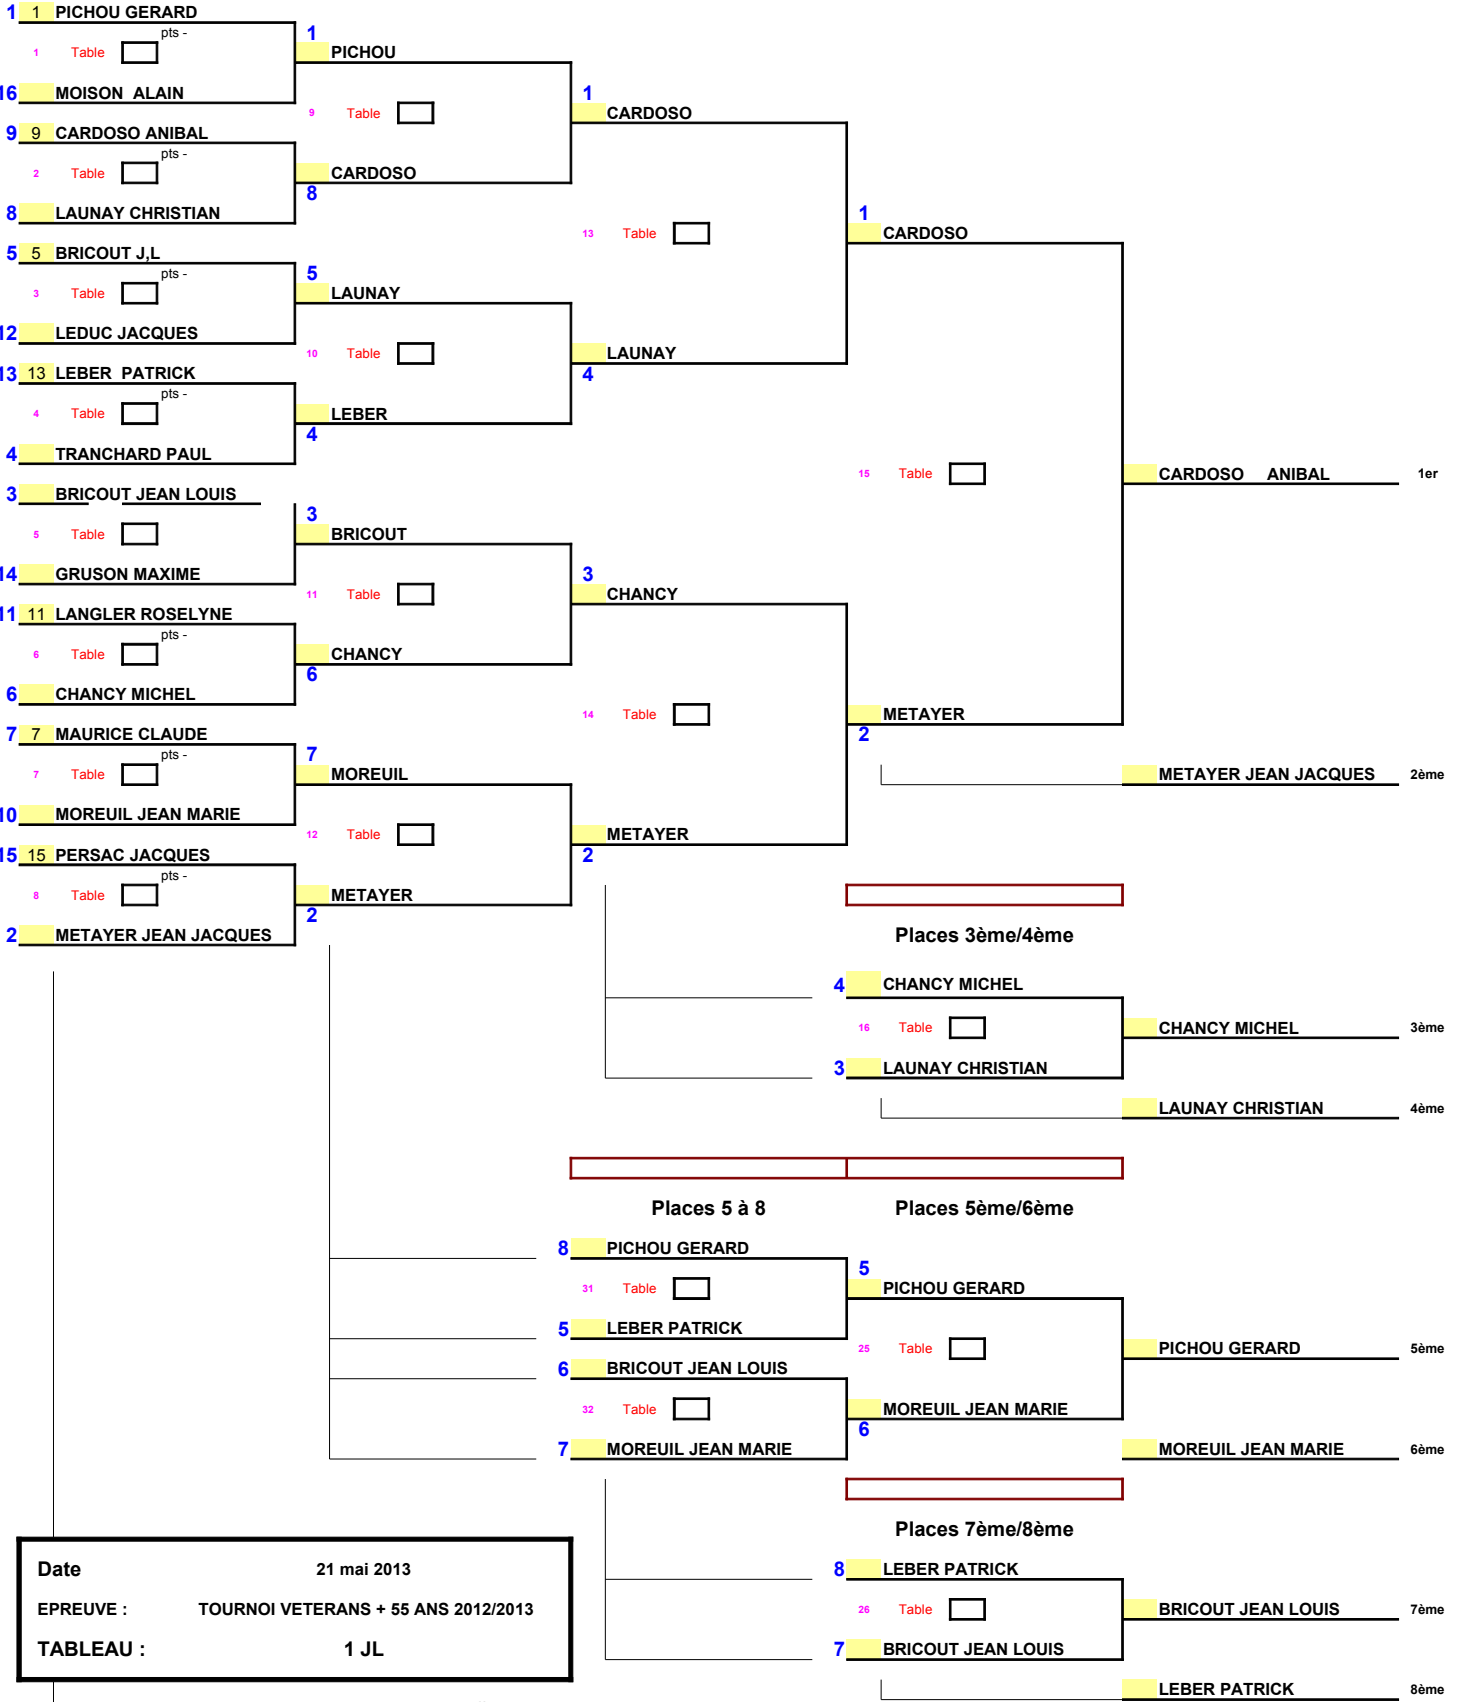 1 1 PICHOU GERARD
pts -
1 Table
1
PICHOU
16 MOISON ALAIN
9 Table
1
CARDOSO
9 9 CARDOSO ANIBAL
pts -
2 Table
CARDOSO
8
8 LAUNAY CHRISTIAN
13 Table
1
CARDOSO
5 5 BRICOUT J,L
pts -
3 Table
5
LAUNAY
12 LEDUC JACQUES
10 Table
LAUNAY
4
13 13 LEBER PATRICK
pts -
4 Table
LEBER
4
4 TRANCHARD PAUL
15 Table
CARDOSO ANIBAL 1er
3 BRICOUT JEAN LOUIS
5 Table
3
BRICOUT
14 GRUSON MAXIME
11 Table
3
CHANCY
11 11 LANGLER ROSELYNE
pts -
6 Table
CHANCY
6
6 CHANCY MICHEL
14 Table
METAYER
2
7 7 MAURICE CLAUDE
pts -
7 Table
7
MOREUIL
METAYER JEAN JACQUES 2ème
10 MOREUIL JEAN MARIE
12 Table
METAYER
2
15 15 PERSAC JACQUES
pts -
8 Table
METAYER
2
2 METAYER JEAN JACQUES
Places 3ème/4ème
4 CHANCY MICHEL
16 Table
CHANCY MICHEL 3ème
3 LAUNAY CHRISTIAN
LAUNAY CHRISTIAN 4ème
Places 5 à 8 Places 5ème/6ème
8 PICHOU GERARD
31 Table
5
PICHOU GERARD
5 LEBER PATRICK
25 Table
PICHOU GERARD 5ème
6 BRICOUT JEAN LOUIS
32 Table
MOREUIL JEAN MARIE
6
7 MOREUIL JEAN MARIE
MOREUIL JEAN MARIE 6ème
Places 7ème/8ème
8 LEBER PATRICK
26 Table
BRICOUT JEAN LOUIS 7ème
7 BRICOUT JEAN LOUIS
LEBER PATRICK 8ème
Date 21 mai 2013
EPREUVE : TOURNOI VETERANS + 55 ANS 2012/2013
TABLEAU : 1 JL